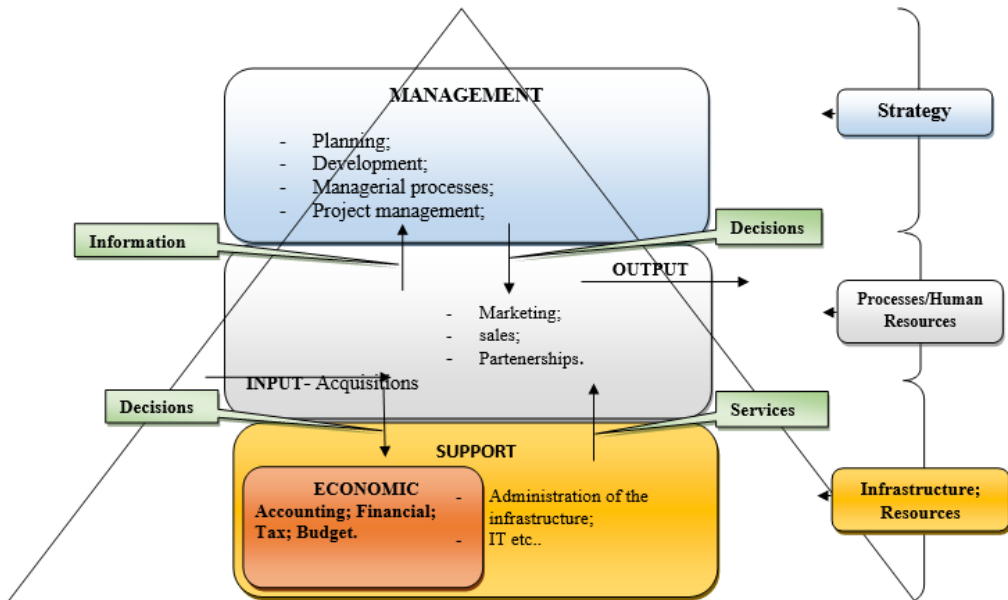 MANAGEMENT
- Planning;
- Development;
- Managerial processes;
- Project management;
Strategy
Information
Decisions
OUTPUT
- Marketing;
- sales;
- Partenerships.
Processes/Human
Resources
INPUT- Acquisitions
Decisions
Services
SUPPORT
ECONOMIC
Accounting; Financial;
Tax; Budget.
- Administration of the
infrastructure;
- IT etc..
Infrastructure;
Resources